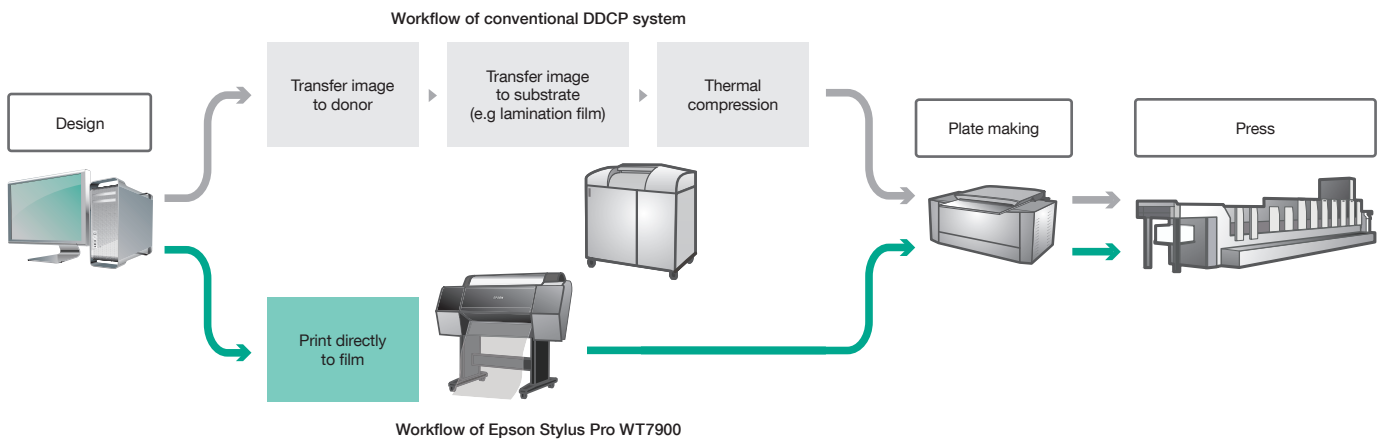 Workflow of conventional DDCP system
Design
Transfer image
to donor
Transfer image
to substrate
(e.g lamination film)
Thermal
compression
Plate making
Press
Print directly
to film
EPSON
Workflow of Epson Stylus Pro WT7900